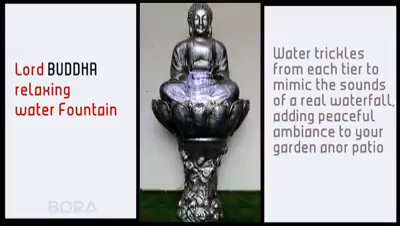 Lord BUDDHA
relaxing
water Fountain
BORA
Water trickles
from each tier to
mimic the sounds
of a real waterfall,
adding peaceful
ambiance to your
garden anor patio